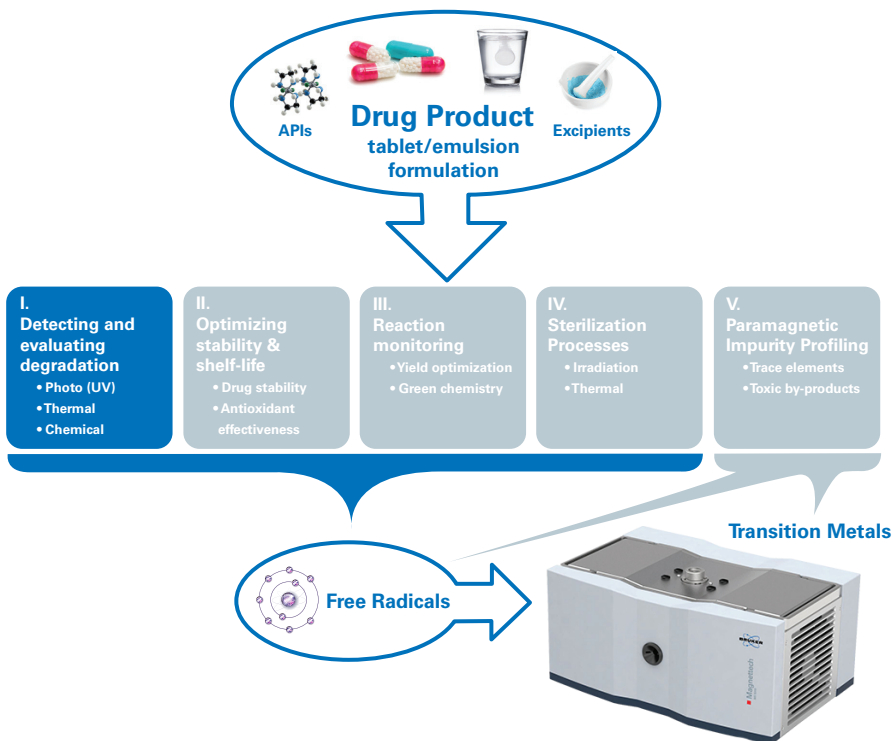 APIs
Drug Product
tablet/emulsion
formulation
Excipients
I.
Detecting and
evaluating
degradation
• Photo (UV)
• Thermal
• Chemical
II.
Optimizing
stability &
shelf-life
• Drug stability
• Antioxidant
effectiveness
III.
Reaction
monitoring
• Yield optimization
• Green chemistry
IV.
Sterilization
Processes
• Irradiation
• Thermal
V.
Paramagnetic
Impurity Profiling
• Trace elements
• Toxic by-products
Transition Metals
Free Radicals
BRUKER
Magnettech